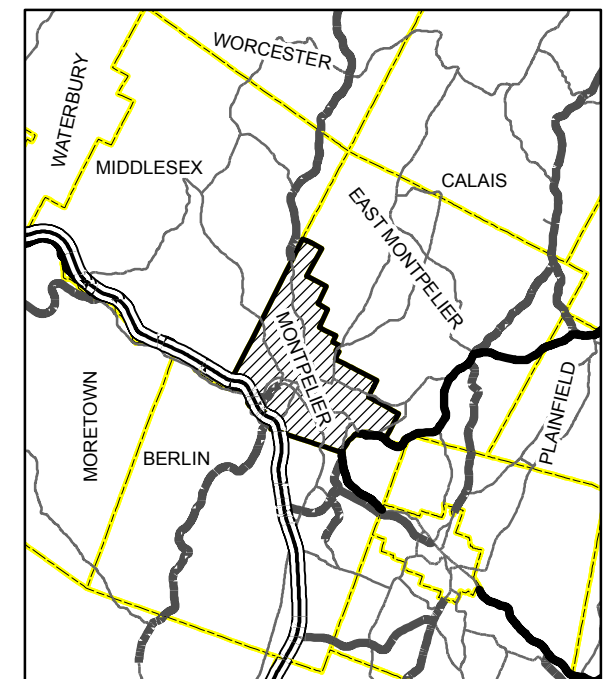 WORCESTER
WATERBURY
MIDDLESEX
CALAIS
EAST MONTPELIER
MONTPELIER
PLAINFIELD
MORETOWN
BERLIN